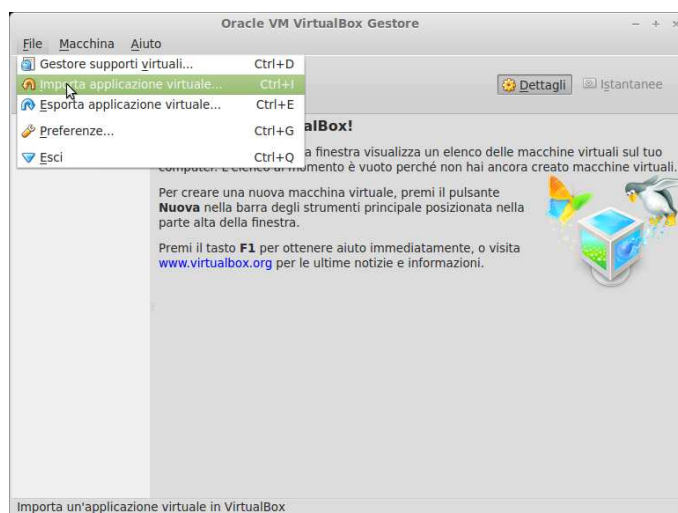 Oracle VM VirtualBox Gestore
File Macchina Aiuto
Gestore supporti virtuali... Ctrl+D
Importa applicazione virtuale... Ctrl+I
Esporta applicazione virtuale... Ctrl+E
Preferenze... Ctrl+G
Esci Ctrl+Q
Dettagli Istantanee
alBox!
a finestra visualizza un elenco delle macchine virtuali sul tuo
computer. L'elenco al momento è vuoto perché non hai ancora creato macchine virtuali.
Per creare una nuova macchina virtuale, premi il pulsante
Nuova nella barra degli strumenti principale posizionata nella
parte alta della finestra.
Premi il tasto F1 per ottenere aiuto immediatamente, o visita
www.virtualbox.org per le ultime notizie e informazioni.
Importa un'applicazione virtuale in VirtualBox